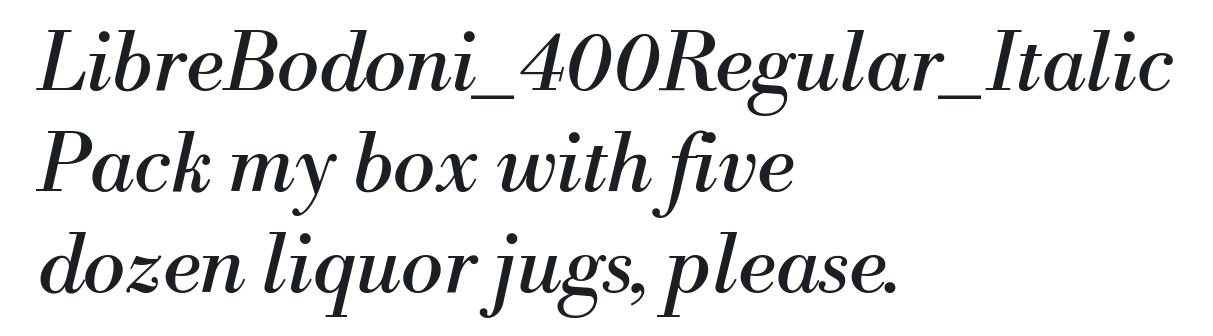 LibreBodoni_400Regular_Italic
Pack my box with five
dozen liquor jugs, please.